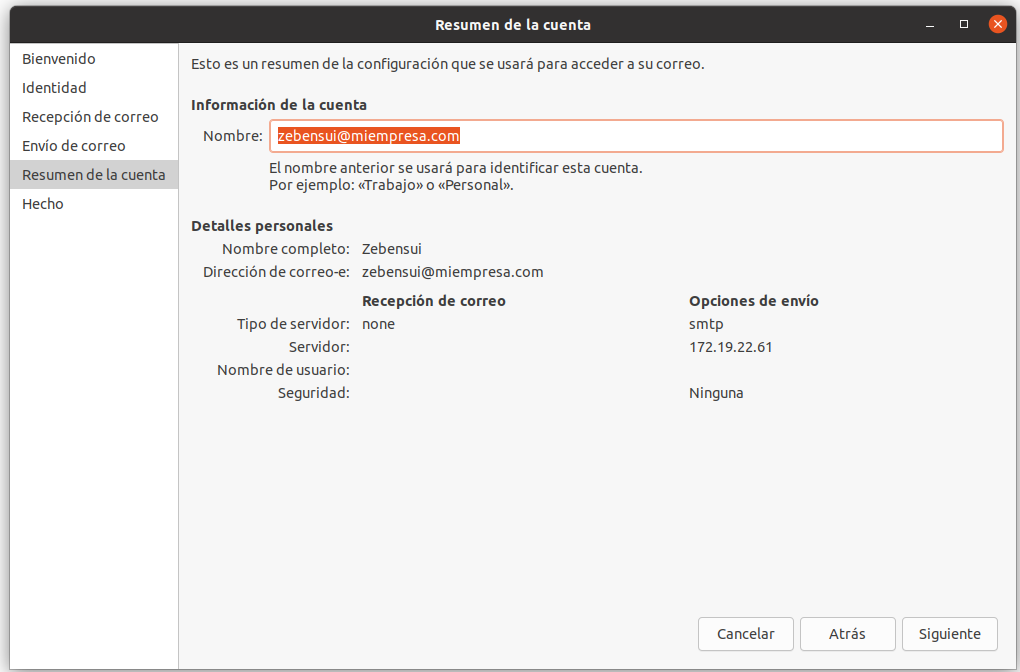 Resumen de la cuenta
Bienvenido
Identidad
Recepción de correo
Envío de correo
Resumen de la cuenta
Hecho
Esto es un resumen de la configuración que se usará para acceder a su correo.
Información de la cuenta
Nombre: zebensui@miempresa.com
El nombre anterior se usará para identificar esta cuenta.
Por ejemplo: «Trabajo» o «Personal».
Detalles personales
Nombre completo: Zebensui
Dirección de correo-e: zebensui@miempresa.com
Recepción de correo Opciones de envío
Tipo de servidor: none smtp
Servidor: 172.19.22.61
Nombre de usuario:
Seguridad: Ninguna
Cancelar Atrás Siguiente